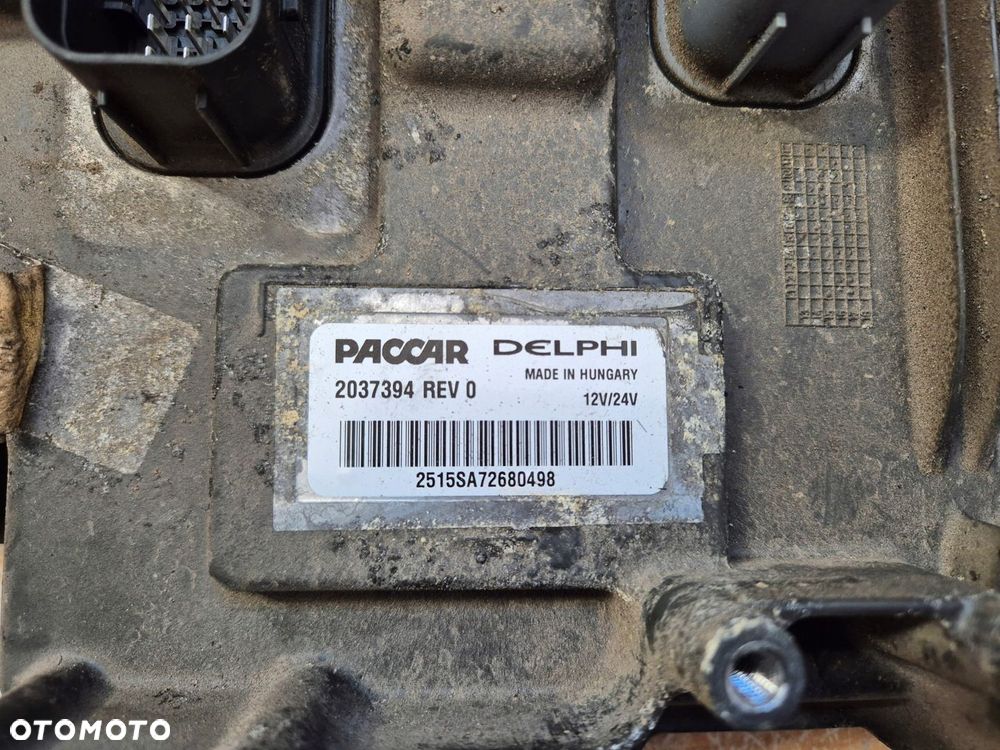 PACCAR DELPHI
MADE IN HUNGARY
2037394 REV 0
12V/24V
2515SA72680498
OTOMOTO